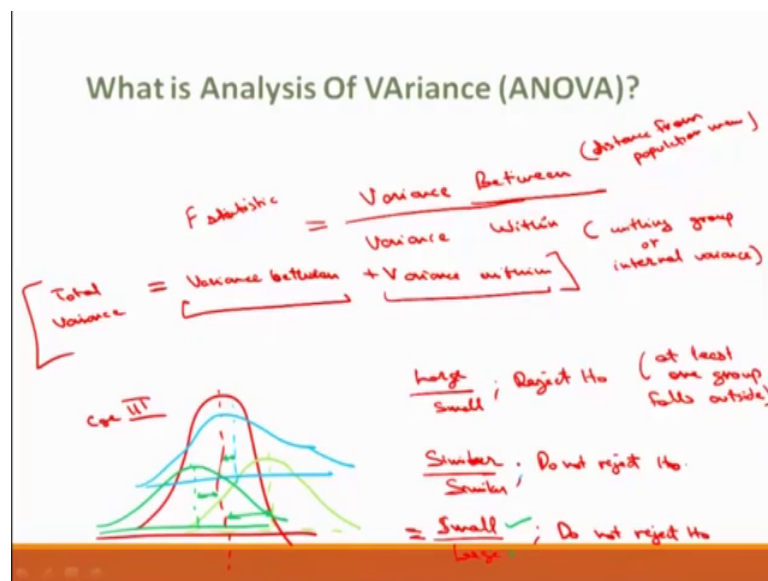 What is Analysis Of VAriance (ANOVA)?
F statistic = Variance Between (distance from population mean)
Variance Within (withing group or internal variance)
Total Variance = Variance between + Variance within
Case III
Large / Small ; Reject Ho (at least one group falls outside)
Similar / Similar ; Do not reject Ho.
= Small / Large ; Do not reject Ho